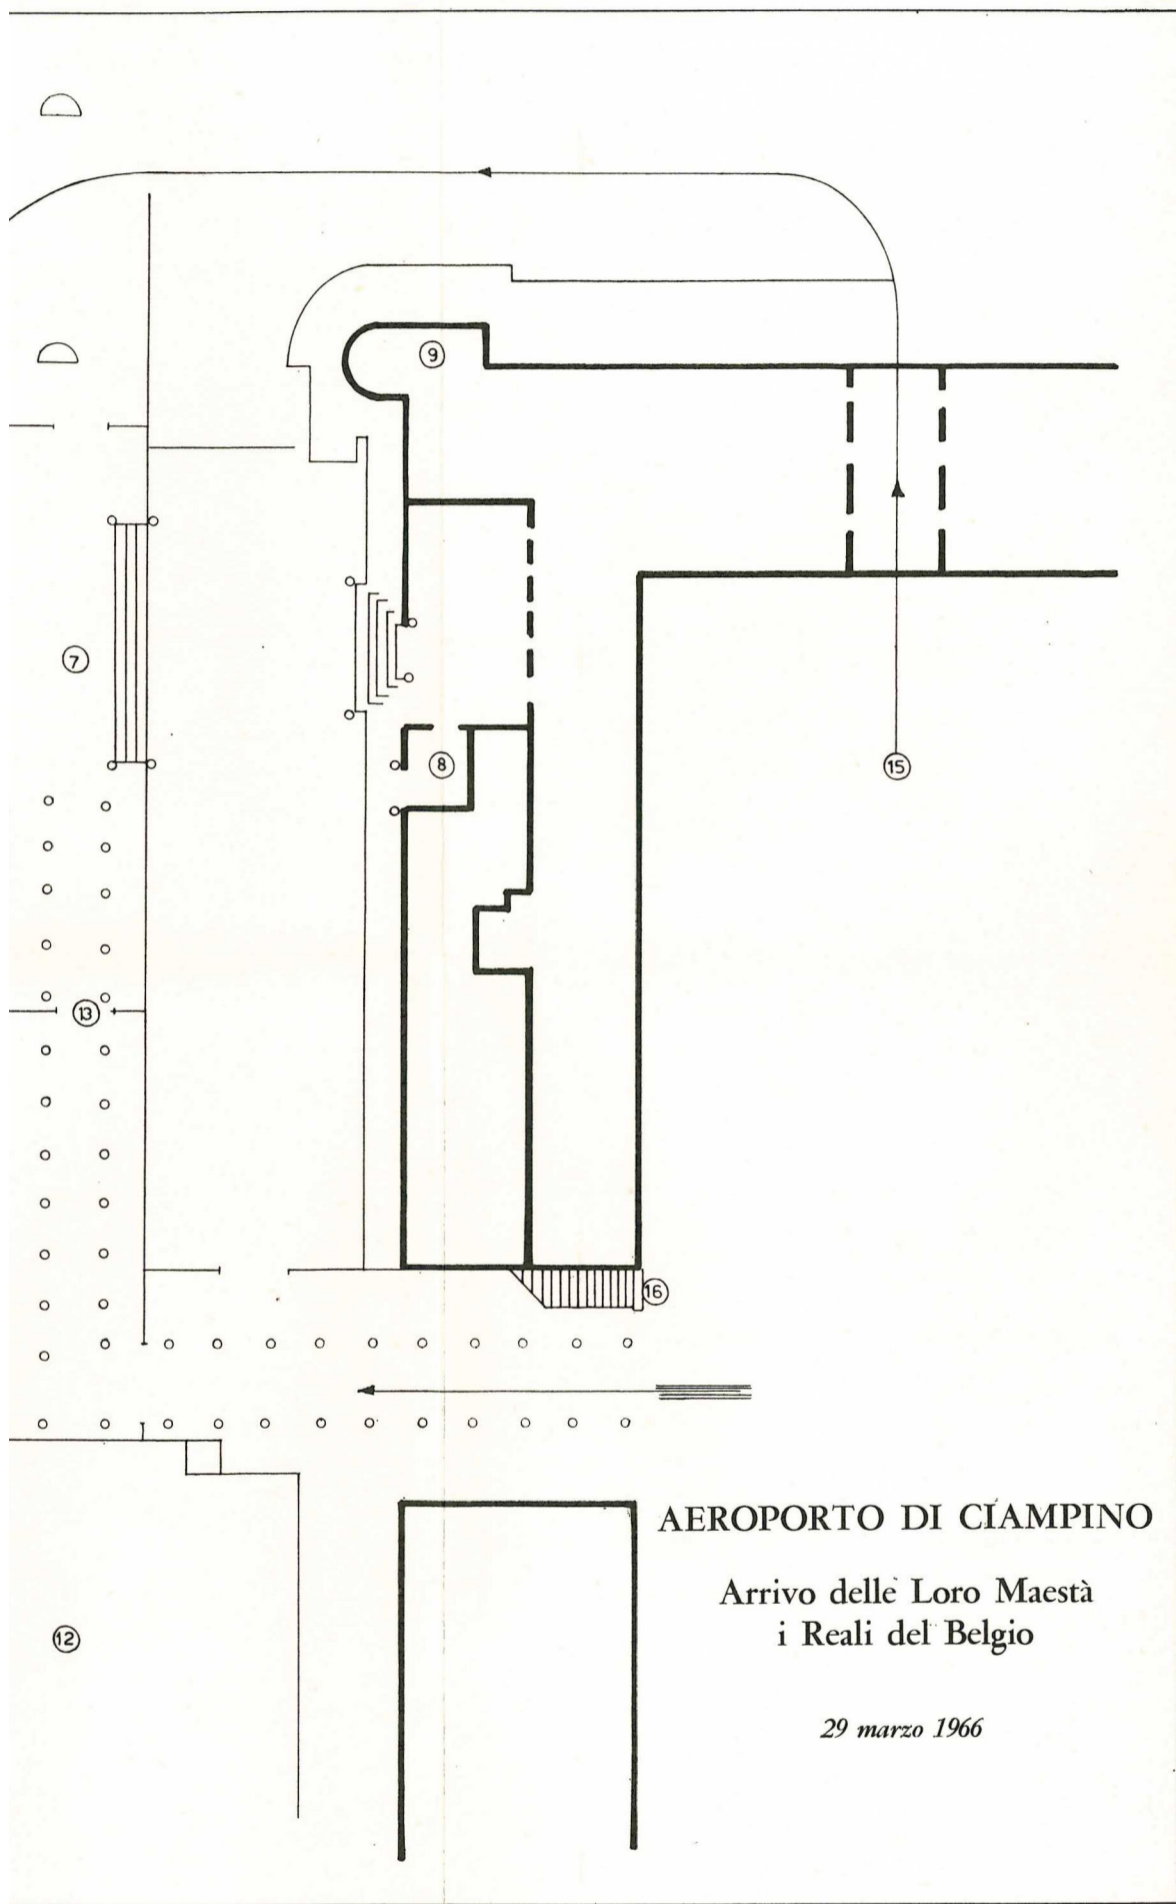 9
7
8
15
13
16
AEROPORTO DI CIAMPINO
Arrivo delle Loro Maestà
i Reali del Belgio
12
29 marzo 1966